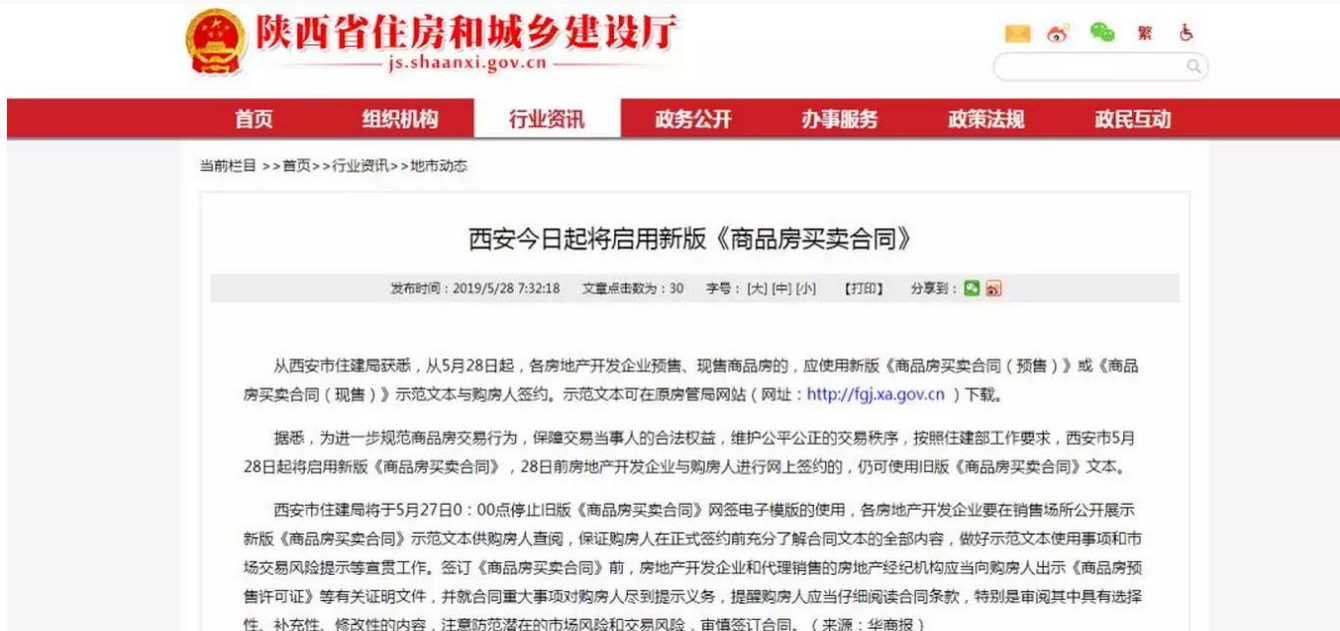 陕西省住房和城乡建设厅
js.shaanxi.gov.cn
繁
首页 组织机构 行业资讯 政务公开 办事服务 政策法规 政民互动
当前栏目 >>首页>>行业资讯>>地市动态
西安今日起将启用新版《商品房买卖合同》
发布时间：2019/5/28 7:32:18 文章点击数为：30 字号： [大] [中] [小] 【打印】 分享到：
从西安市住建局获悉，从5月28日起，各房地产开发企业预售、现售商品房的，应使用新版《商品房买卖合同（预售）》或《商品
房买卖合同（现售）》示范文本与购房人签约。示范文本可在原房管局网站（网址：http://fgj.xa.gov.cn ）下载。
据悉，为进一步规范商品房交易行为，保障交易当事人的合法权益，维护公平公正的交易秩序，按照住建部工作要求，西安市5月
28日起将启用新版《商品房买卖合同》，28日前房地产开发企业与购房人进行网上签约的，仍可使用旧版《商品房买卖合同》文本。
西安市住建局将于5月27日0：00点停止旧版《商品房买卖合同》网签电子模版的使用，各房地产开发企业要在销售场所公开展示
新版《商品房买卖合同》示范文本供购房人查阅，保证购房人在正式签约前充分了解合同文本的全部内容，做好示范文本使用事项和市
场交易风险提示等宣贯工作。签订《商品房买卖合同》前，房地产开发企业和代理销售的房地产经纪机构应当向购房人出示《商品房预
售许可证》等有关证明文件，并就合同重大事项对购房人尽到提示义务，提醒购房人应当仔细阅读合同条款，特别是审阅其中具有选择
性、补充性、修改性的内容，注意防范潜在的市场风险和交易风险，审慎签订合同。（来源：华商报）